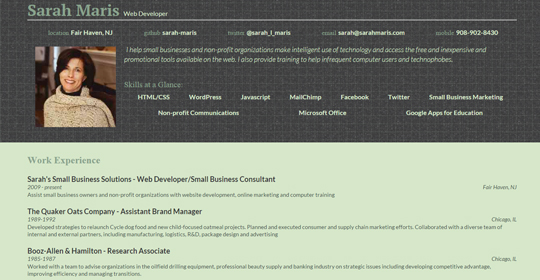 Sarah Maris Web Developer
location Fair Haven, NJ github sarah-maris twitter @sarah_l_maris email sarah@sarahmaris.com mobile 908-902-8430
I help small businesses and non-profit organizations make intelligent use of technology and access the free and inexpensive and
promotional tools available on the web. I also provide training to help infrequent computer users and technophobes.
Skills at a Glance:
HTML/CSS WordPress Javascript MailChimp Facebook Twitter Small Business Marketing
Non-profit Communications Microsoft Office Google Apps for Education
Work Experience
Sarah's Small Business Solutions - Web Developer/Small Business Consultant
2009 - present Fair Haven, NJ
Assist small business owners and non-profit organizations with website development, online marketing and computer training
The Quaker Oats Company - Assistant Brand Manager
1989-1992 Chicago, IL
Developed strategies to relaunch Cycle dog food and new child-focused oatmeal projects. Planned and executed consumer and supply chain marketing efforts. Collaborated with a diverse team of
internal and external partners, including manufacturing, logistics, R&D, package design and advertising
Booz-Allen & Hamilton - Research Associate
1985-1987 Chicago, IL
Worked with a team to advise organizations in the oilfield drilling equipment, professional beauty supply and banking industry on strategic issues including developing competitive advantage,
improving efficiency and managing transitions.